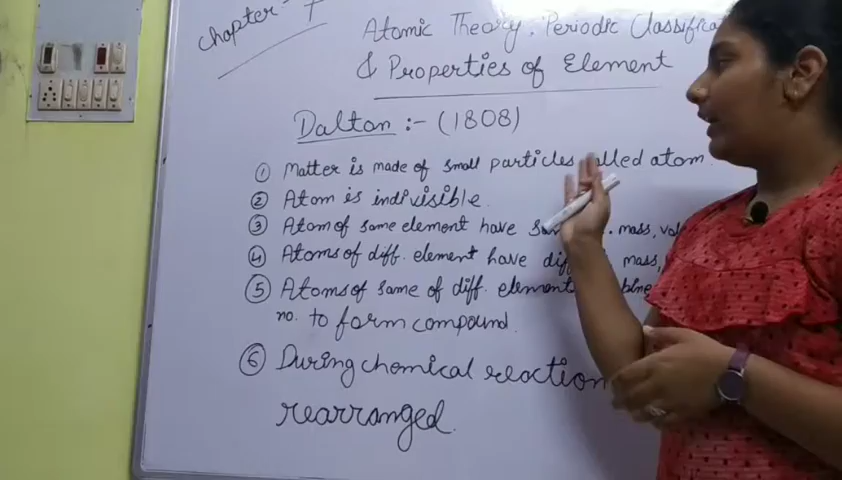 chapter - 7
Atomic Theory. Periodic Classifica
& Properties of Element
Dalton :- (1808)
① Matter is made of small particles called atom.
② Atom is indivisible.
③ Atom of same element have mass,
④ Atoms of diff. element have mass,
⑤ Atoms of same of diff. element
no. to form compound.
⑥ During chemical reaction
rearranged.